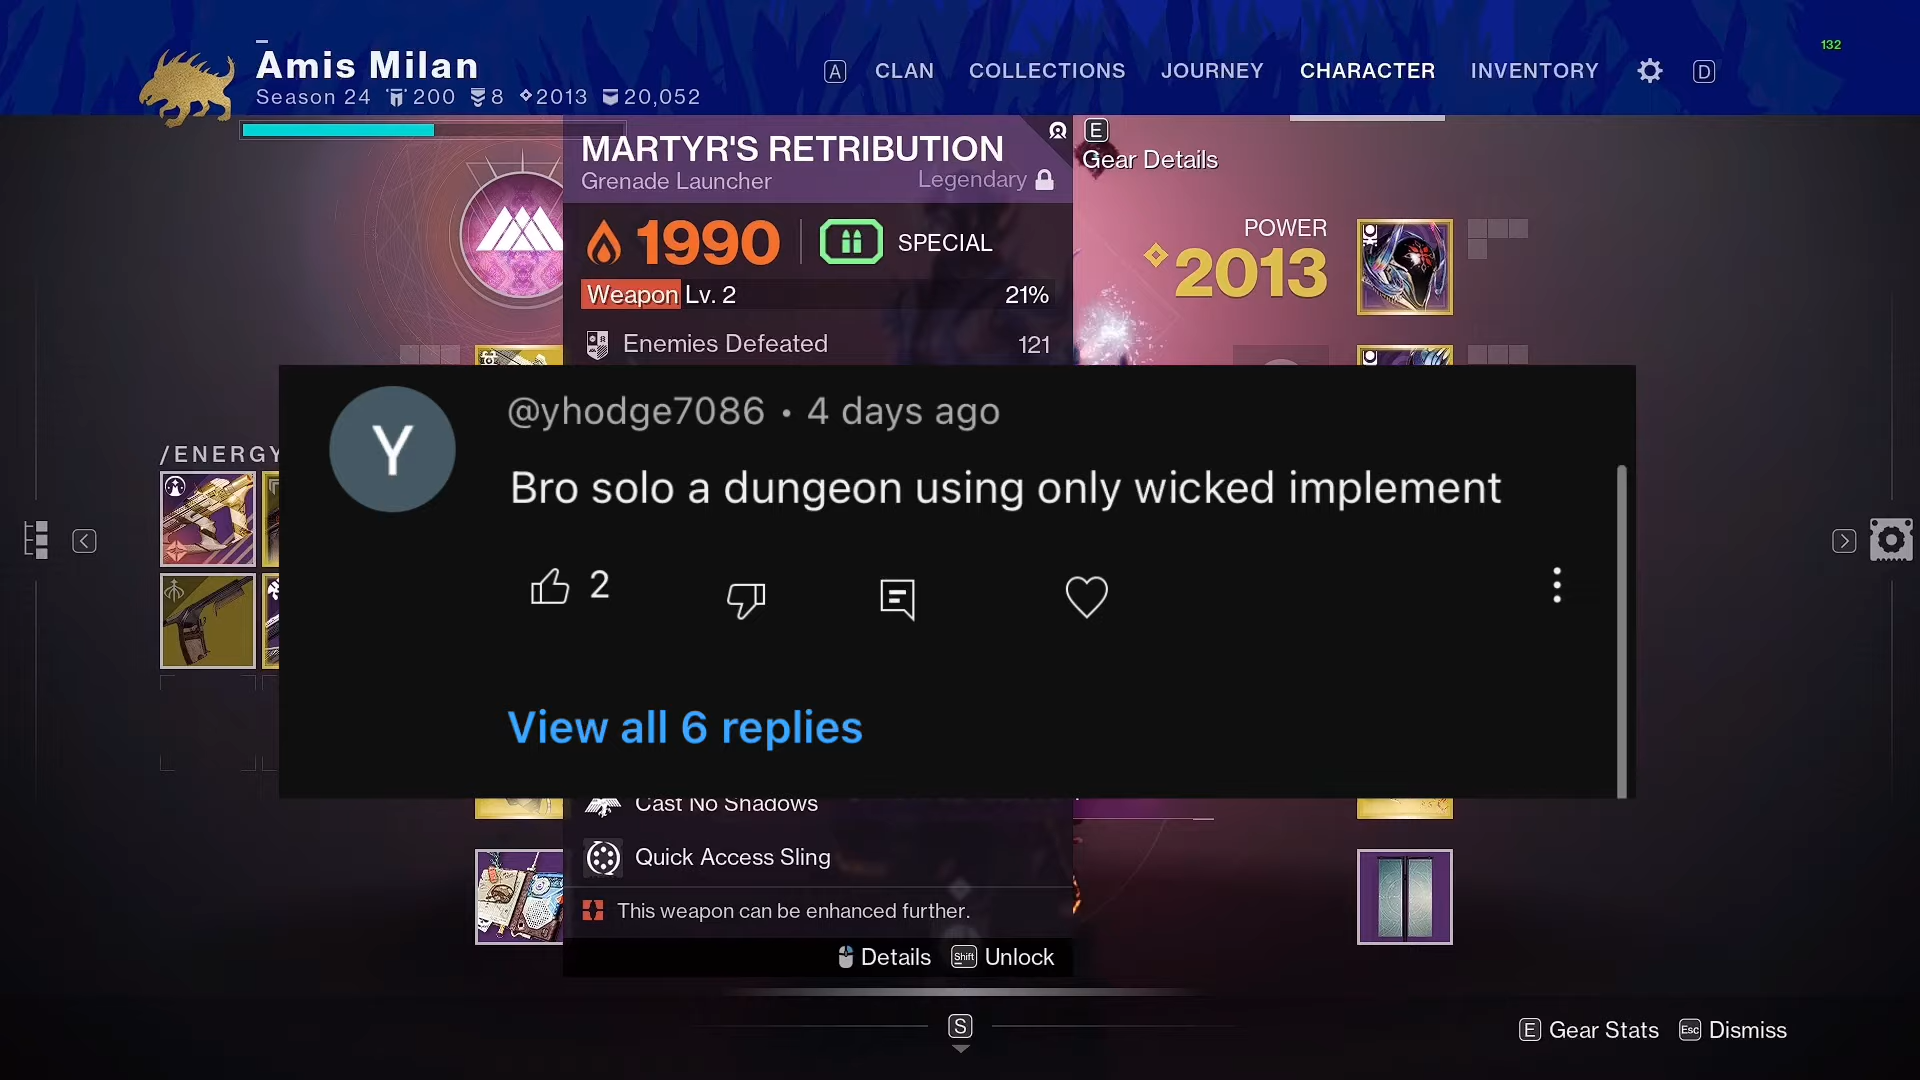 Amis Milan
Season 24 200 8 2013 20,052
A CLAN COLLECTIONS JOURNEY CHARACTER INVENTORY D
132
MARTYR'S RETRIBUTION
Grenade Launcher Legendary
E
Gear Details
1990 SPECIAL
POWER
2013
Weapon Lv. 2 21%
Enemies Defeated 121
/ENERGY
@yhodge7086 • 4 days ago
Y
Bro solo a dungeon using only wicked implement
2
View all 6 replies
Cast No Shadows
Quick Access Sling
This weapon can be enhanced further.
Details Shift Unlock
S
E Gear Stats Esc Dismiss